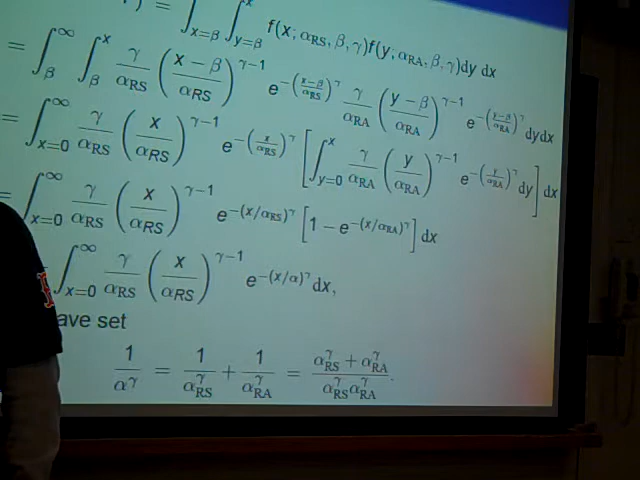 ) = ∫_{x=β} ∫_{y=β}^{x} f(x; α_RS, β, γ)f(y; α_RA, β, γ)dy dx
= ∫_β^∞ ∫_β^x γ/α_RS ((x − β)/α_RS)^{γ−1} e^{−((x−β)/α_RS)^γ} γ/α_RA ((y − β)/α_RA)^{γ−1} e^{−((x−β)/α_RA)^γ} dydx
= ∫_{x=0}^∞ γ/α_RS (x/α_RS)^{γ−1} e^{−(x/α_RS)^γ} [∫_{y=0}^x γ/α_RA (y/α_RA)^{γ−1} e^{−(y/α_RA)^γ} dy] dx
= ∫_{x=0}^∞ γ/α_RS (x/α_RS)^{γ−1} e^{−(x/α_RS)^γ} [1 − e^{−(x/α_RA)^γ}] dx
∫_{x=0}^∞ γ/α_RS (x/α_RS)^{γ−1} e^{−(x/α)^γ} dx,
ave set
1/α^γ = 1/α_RS^γ + 1/α_RA^γ = (α_RS^γ + α_RA^γ)/(α_RS^γ α_RA^γ).